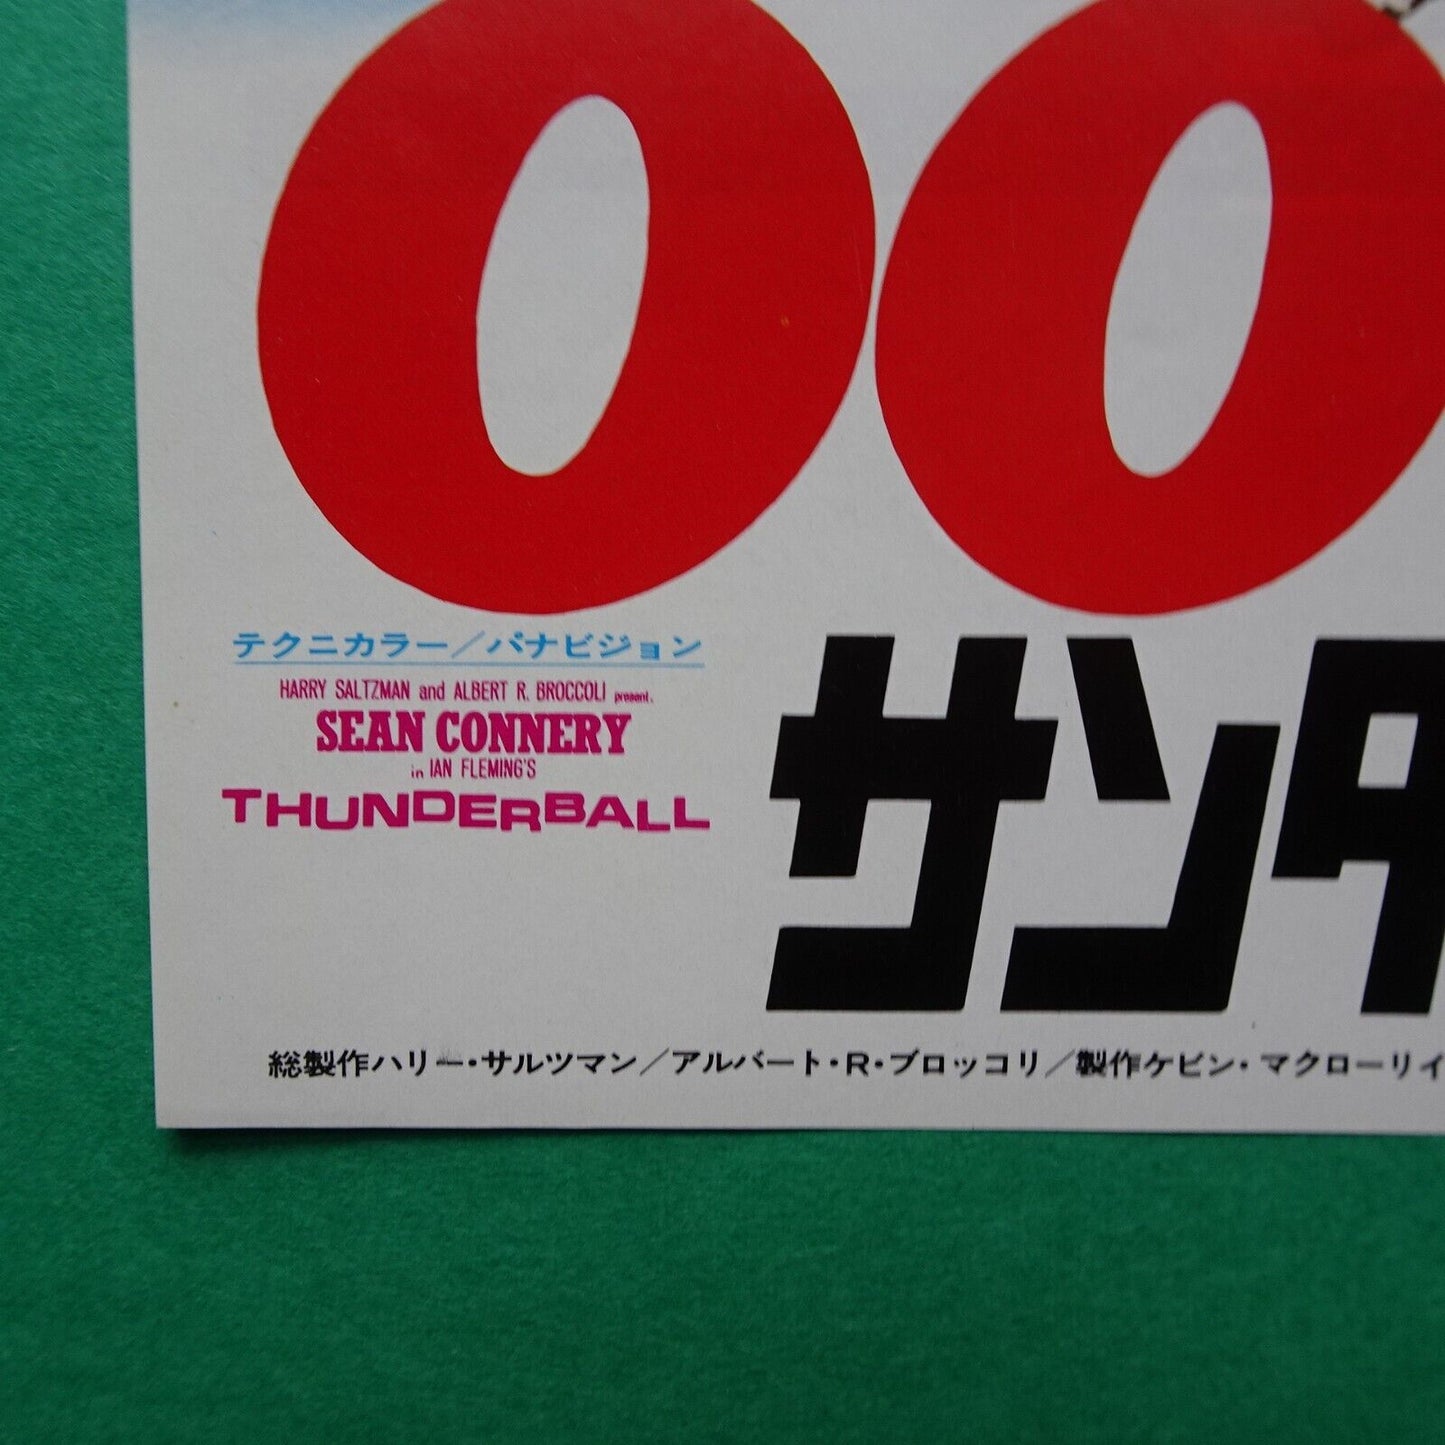 00
テクニカラー／パナビジョン
HARRY SALTZMAN and ALBERT R. BROCCOLI present.
SEAN CONNERY
in IAN FLEMING'S
THUNDERBALL
サンダ
総製作ハリー・サルツマン／アルバート・R・ブロッコリ／製作ケビン・マクローリイ